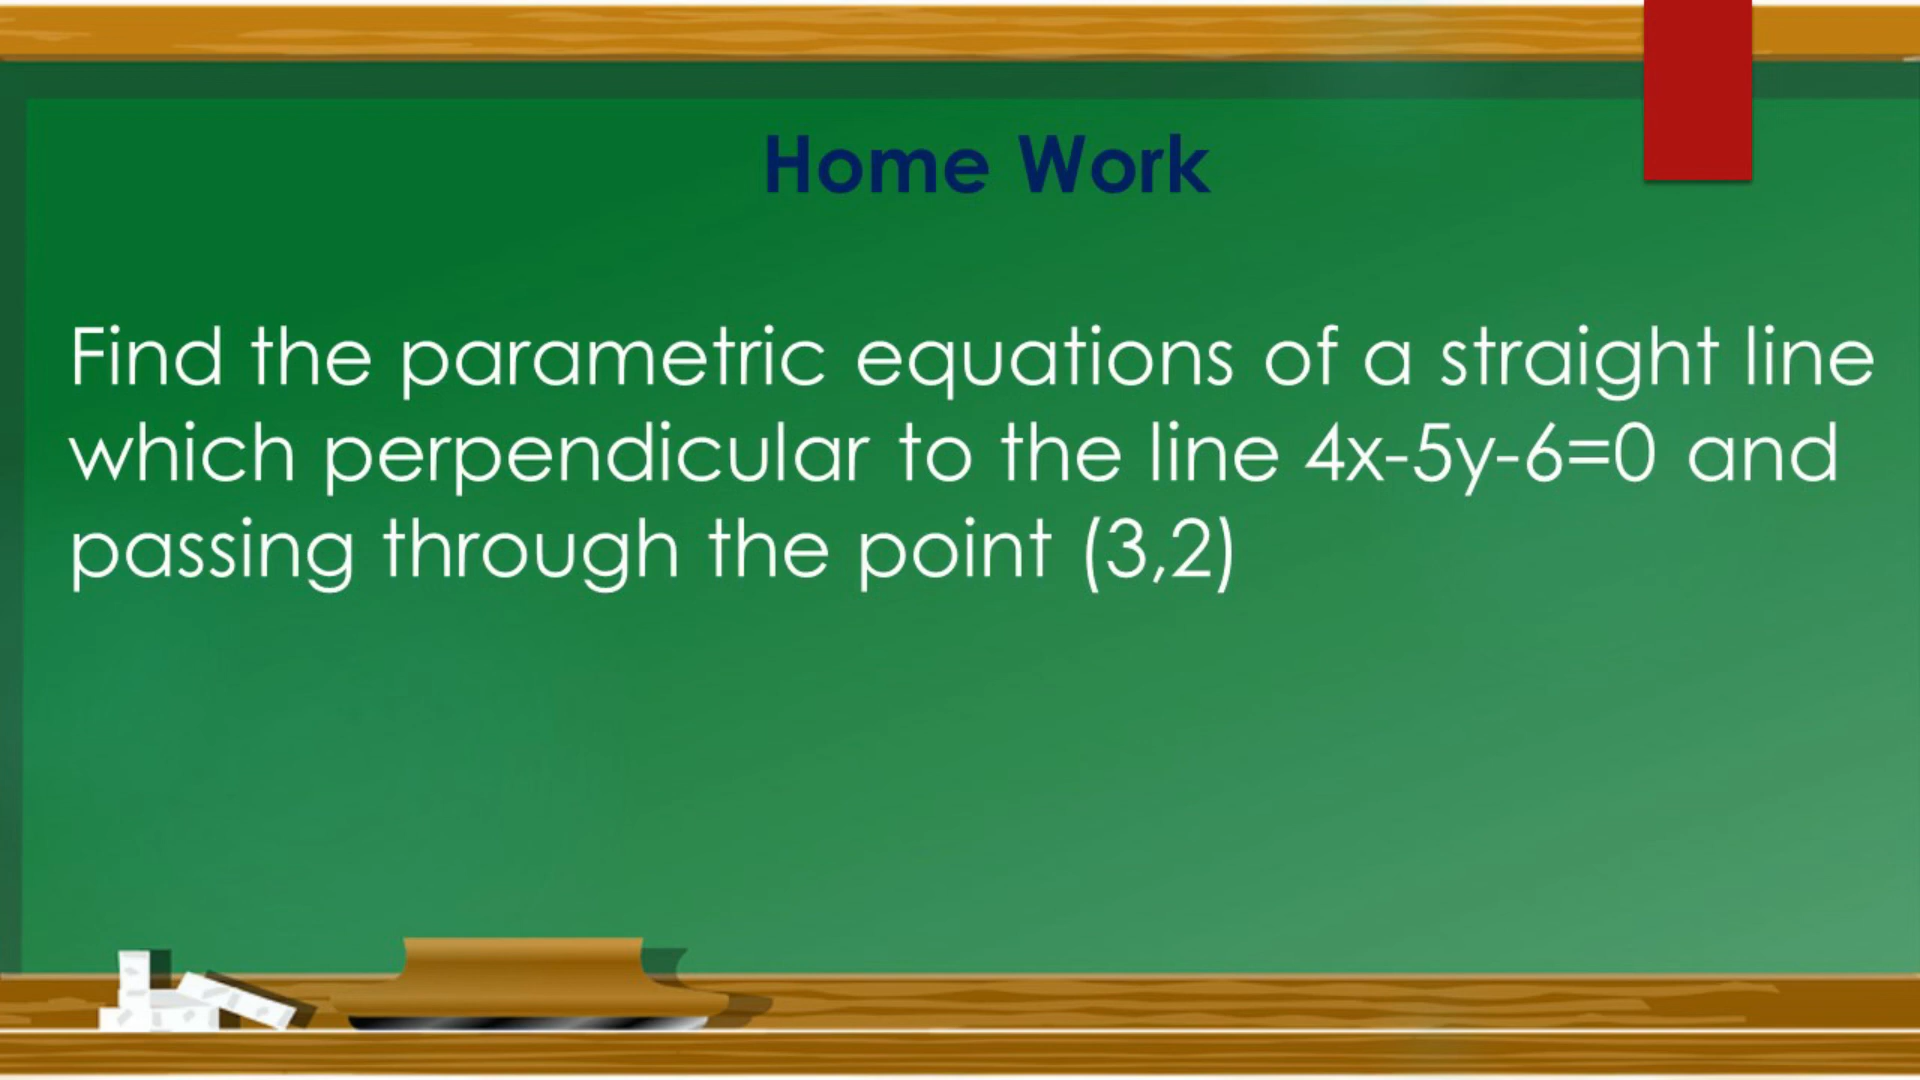 Home Work
Find the parametric equations of a straight line
which perpendicular to the line 4x-5y-6=0 and
passing through the point (3,2)